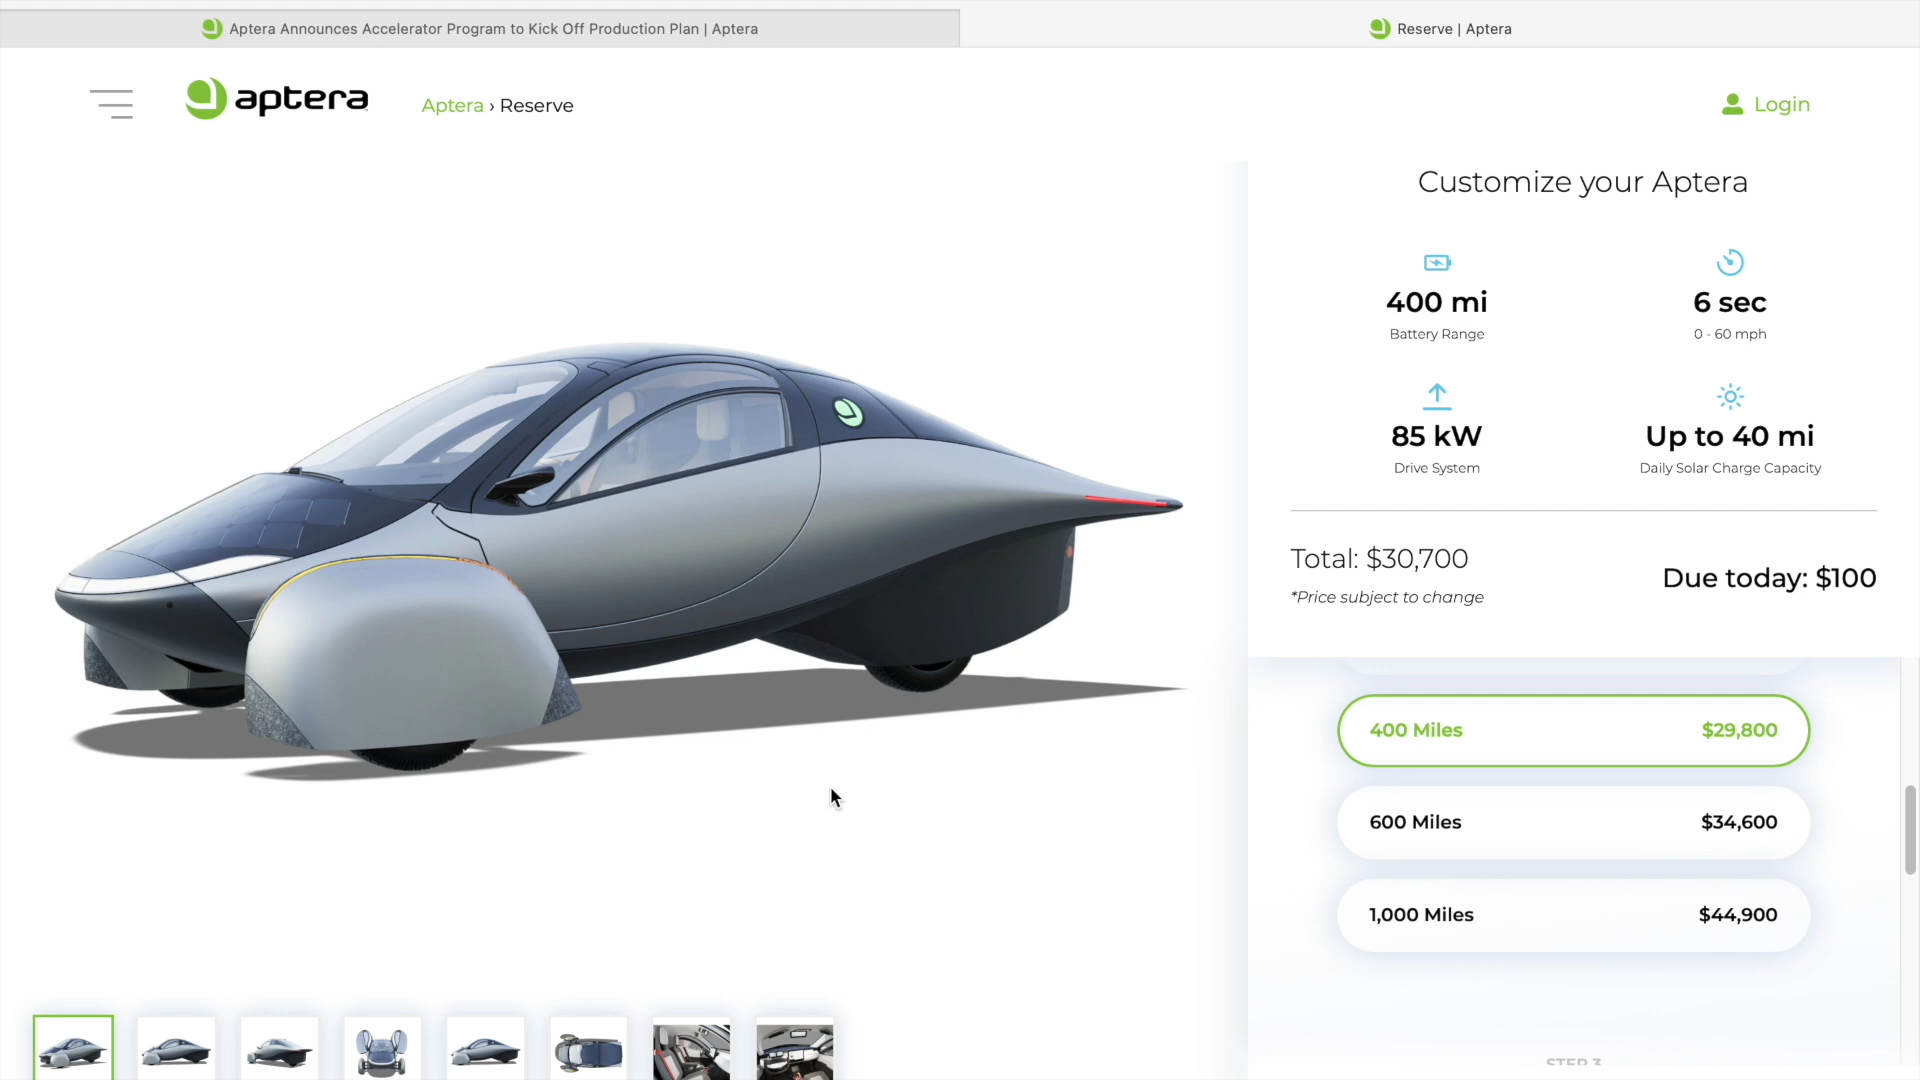 Aptera Announces Accelerator Program to Kick Off Production Plan | Aptera
Reserve | Aptera
aptera
Aptera › Reserve
Login
Customize your Aptera
400 mi
Battery Range
6 sec
0 - 60 mph
85 kW
Drive System
Up to 40 mi
Daily Solar Charge Capacity
Total: $30,700
*Price subject to change
Due today: $100
400 Miles $29,800
600 Miles $34,600
1,000 Miles $44,900
STEP 3